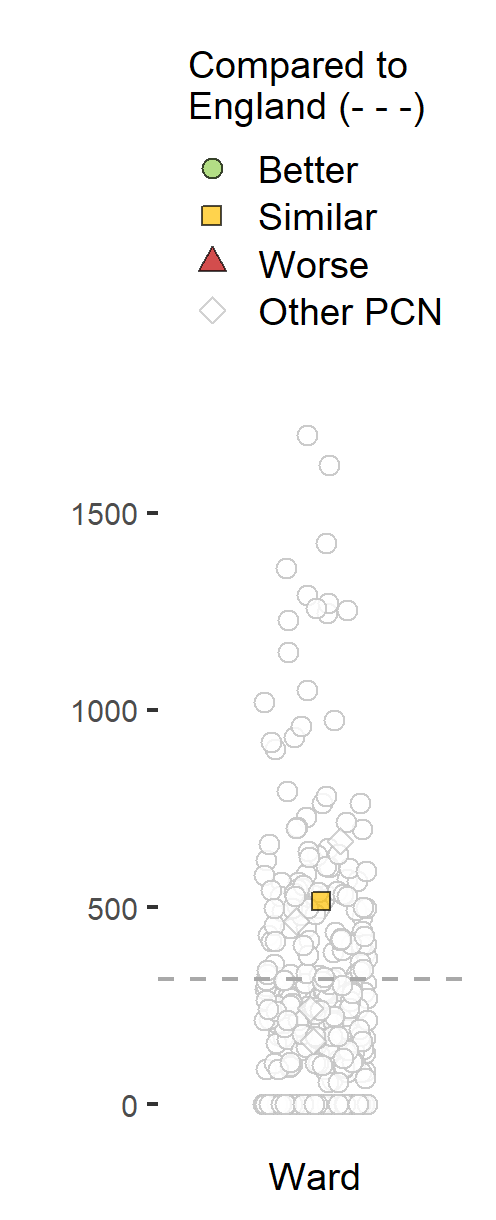 Compared to
England (- - -)
Better
Similar
Worse
Other PCN
1500
1000
500
0
Ward